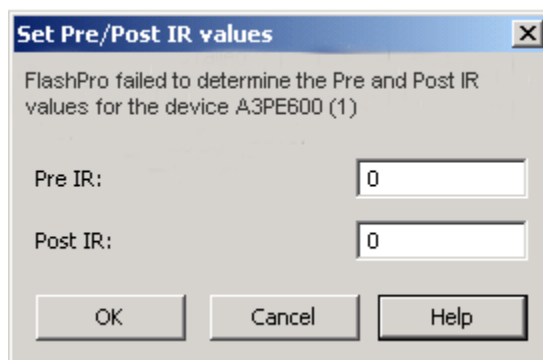 Set Pre/Post IR values
FlashPro failed to determine the Pre and Post IR
values for the device A3PE600 (1)
Pre IR: 0
Post IR: 0
OK Cancel Help